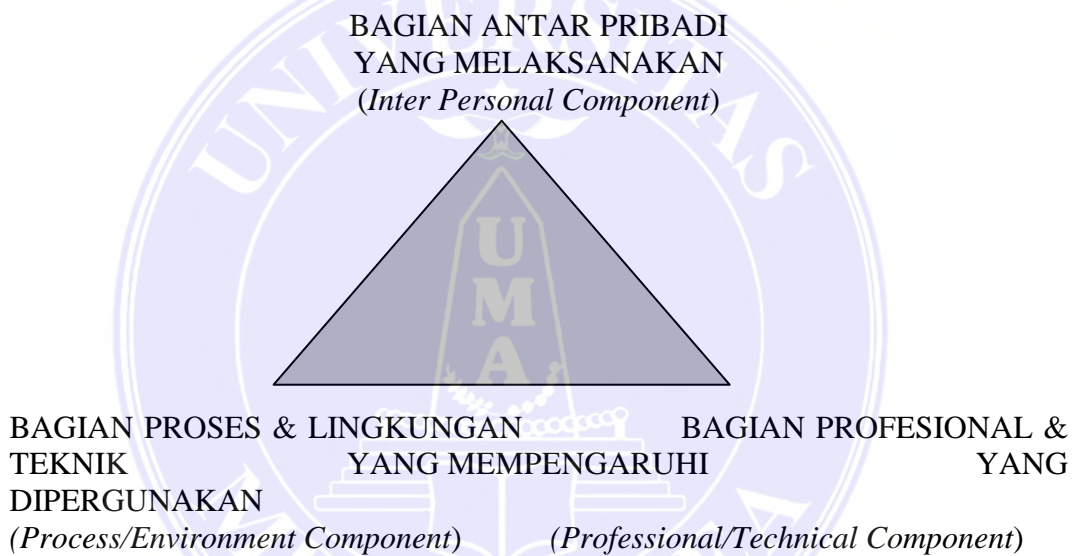 BAGIAN ANTAR PRIBADI
YANG MELAKSANAKAN
(Inter Personal Component)
UNIVERSITAS
U
M
A
BAGIAN PROSES & LINGKUNGAN BAGIAN PROFESIONAL &
TEKNIK YANG MEMPENGARUHI YANG
DIPERGUNAKAN
(Process/Environment Component) (Professional/Technical Component)